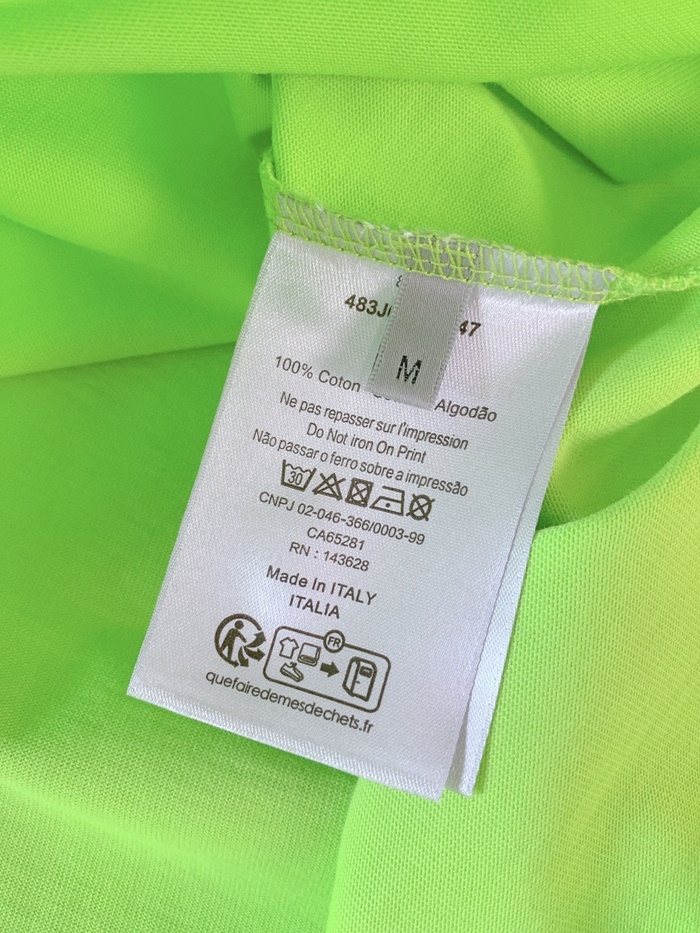 483J 47
M
100% Coton Algodão
Ne pas repasser sur l'impression
Do Not iron On Print
Não passar o ferro sobre a impressão
30
CNPJ 02-046-366/0003-99
CA65281
RN : 143628
Made In ITALY
ITALIA
FR
quefairedemesdechets.fr